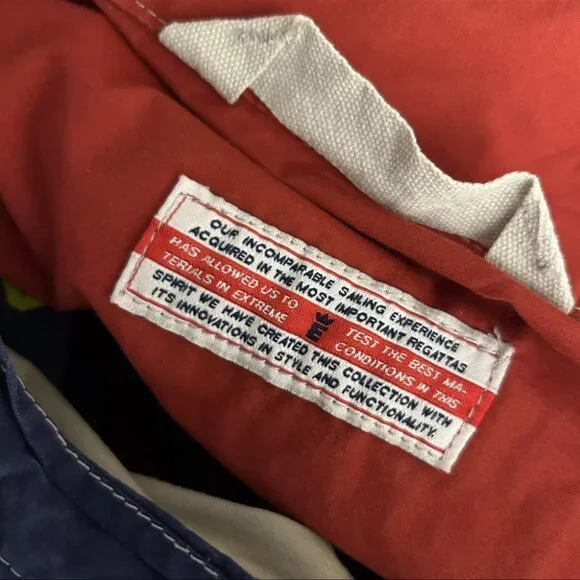 OUR INCOMPARABLE SAILING EXPERIENCE
ACQUIRED IN THE MOST IMPORTANT REGATTAS
HAS ALLOWED US TO TEST THE BEST MA-
TERIALS IN EXTREME CONDITIONS IN THIS
SPIRIT WE HAVE CREATED THIS COLLECTION WITH
ITS INNOVATIONS IN STYLE AND FUNCTIONALITY.